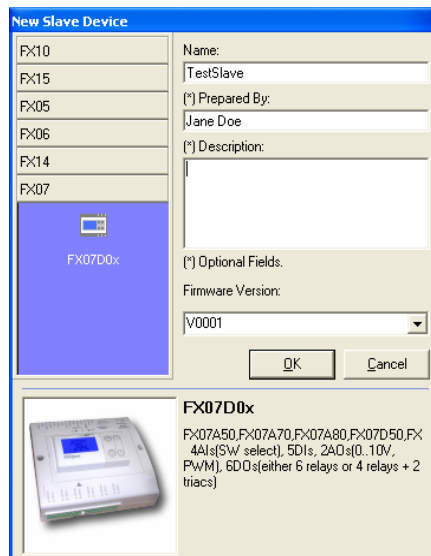 New Slave Device
FX10
FX15
FX05
FX06
FX14
FX07
FX07D0x
Name:
TestSlave
(*) Prepared By:
Jane Doe
(*) Description:
(*) Optional Fields.
Firmware Version:
V0001
OK
Cancel
FX07D0x
FX07A50,FX07A70,FX07A80,FX07D50,FX
4AIs(SW select), 5DIs, 2AOs(0..10V,
PWM), 6DOs(either 6 relays or 4 relays + 2
triacs)